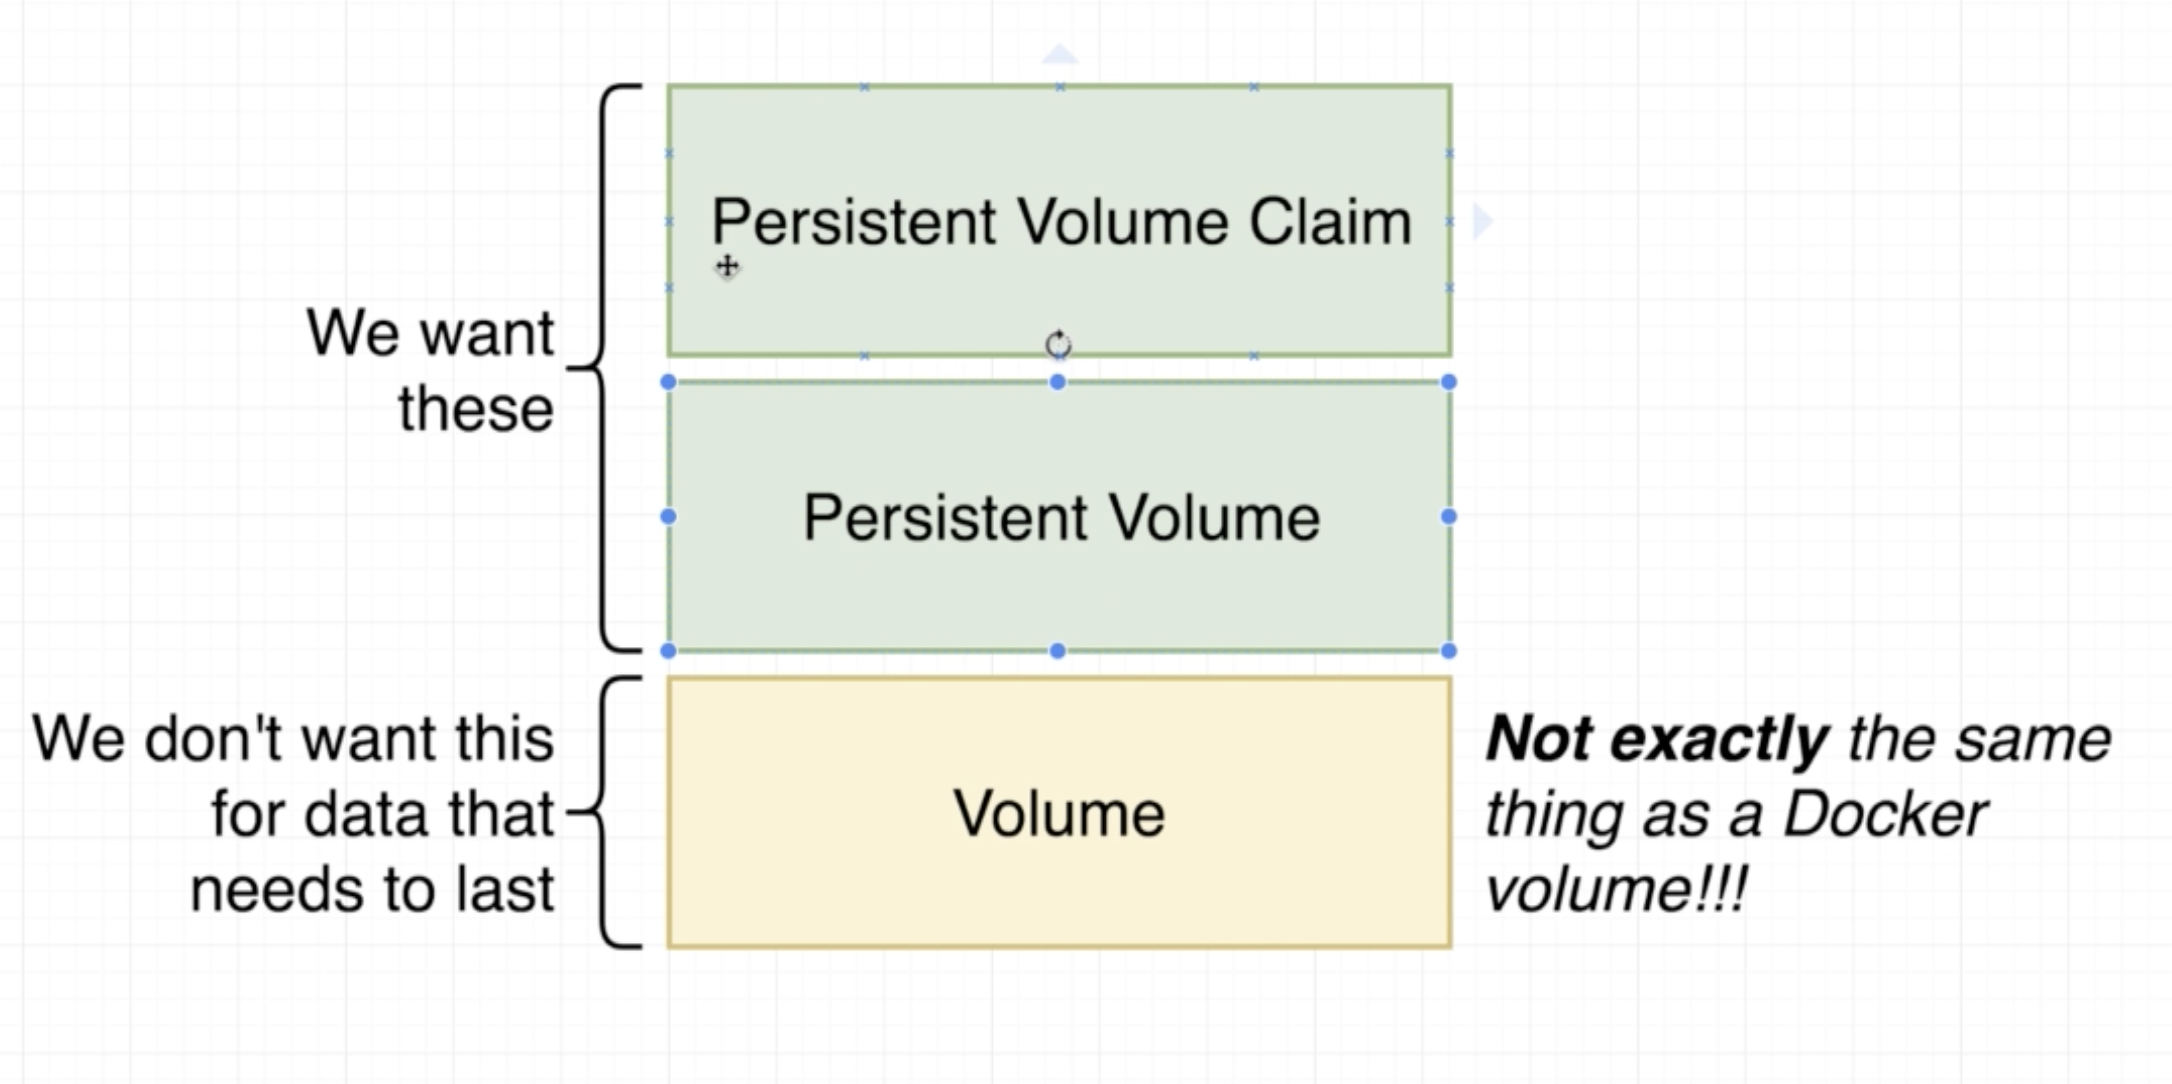 Persistent Volume Claim
We want
these
Persistent Volume
We don't want this
for data that
needs to last
Volume
Not exactly the same
thing as a Docker
volume!!!